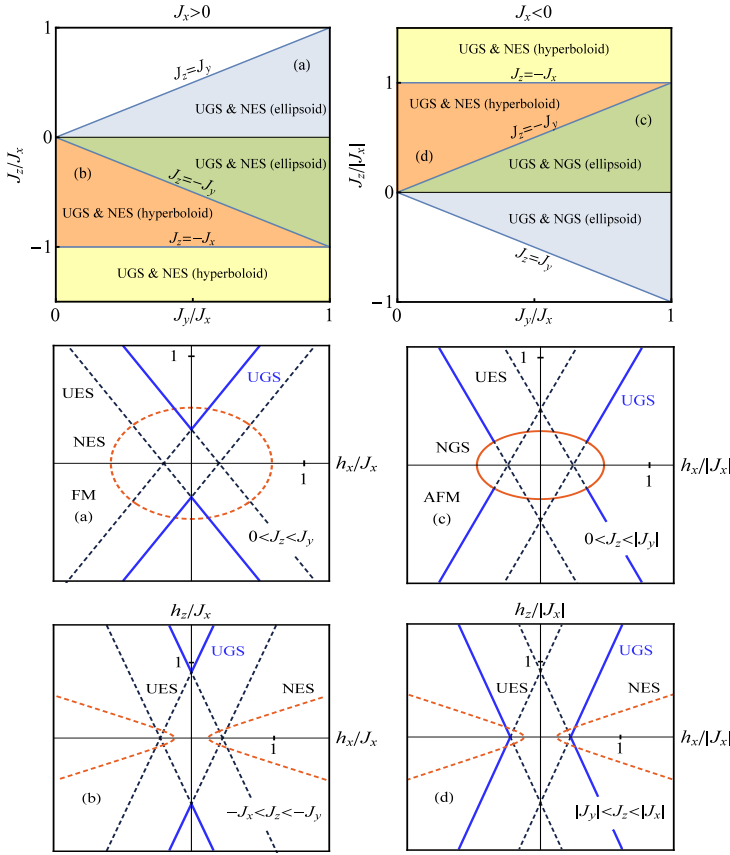 J_x>0
J_x<0
1
(a)
J_z=J_y
UGS & NES (ellipsoid)
0
UGS & NES (ellipsoid)
J_z/J_x
(b)
J_z=-J_y
UGS & NES (hyperboloid)
J_z=-J_x
-1
UGS & NES (hyperboloid)
0
J_y/J_x
1
UGS & NES (hyperboloid)
J_z=-J_x
1
UGS & NES (hyperboloid)
(c)
J_z=-J_y
J_z/|J_x|
(d)
UGS & NGS (ellipsoid)
0
UGS & NGS (ellipsoid)
J_z=J_y
-1
0
J_y/J_x
1
1
UES
UGS
NES
h_x/J_x
1
FM
(a)
0<J_z<J_y
1
UES
UGS
NGS
h_x/|J_x|
1
AFM
(c)
0<J_z<|J_y|
h_z/J_x
h_z/|J_x|
UGS
1
UES
NES
h_x/J_x
1
(b)
-J_x<J_z<-J_y
UGS
1
UES
NES
h_x/|J_x|
1
(d)
|J_y|<J_z<|J_x|